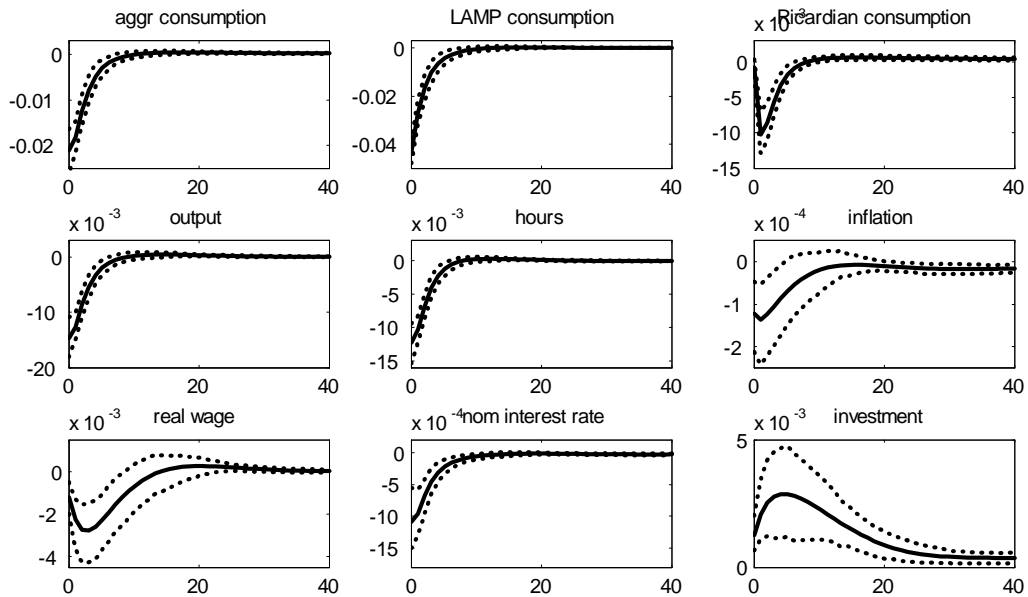 aggr consumption
0
-0.01
-0.02
0 20 40
LAMP consumption
0
-0.02
-0.04
0 20 40
x 10 -3
Ricardian consumption
0
-5
-10
-15
0 20 40
x 10 -3
output
0
-10
-20
0 20 40
x 10 -3
hours
0
-5
-10
-15
0 20 40
x 10 -4
inflation
0
-1
-2
0 20 40
x 10 -3
real wage
0
-2
-4
0 20 40
x 10 -4
nom interest rate
0
-5
-10
-15
0 20 40
x 10 -3
investment
5
0
0 20 40